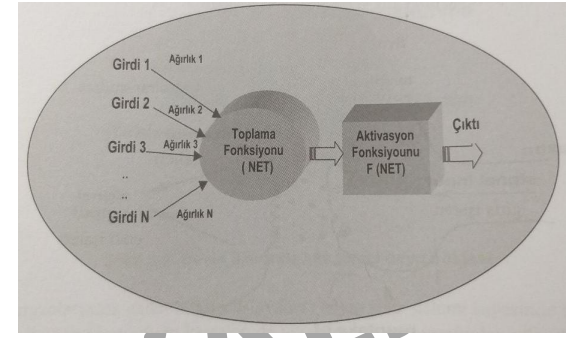 Girdi 1
Ağırlık 1
Girdi 2
Ağırlık 2
Girdi 3
Ağırlık 3
..
..
Girdi N
Ağırlık N
Toplama
Fonksiyonu
( NET)
Aktivasyon
Fonksiyounu
F (NET)
Çıktı